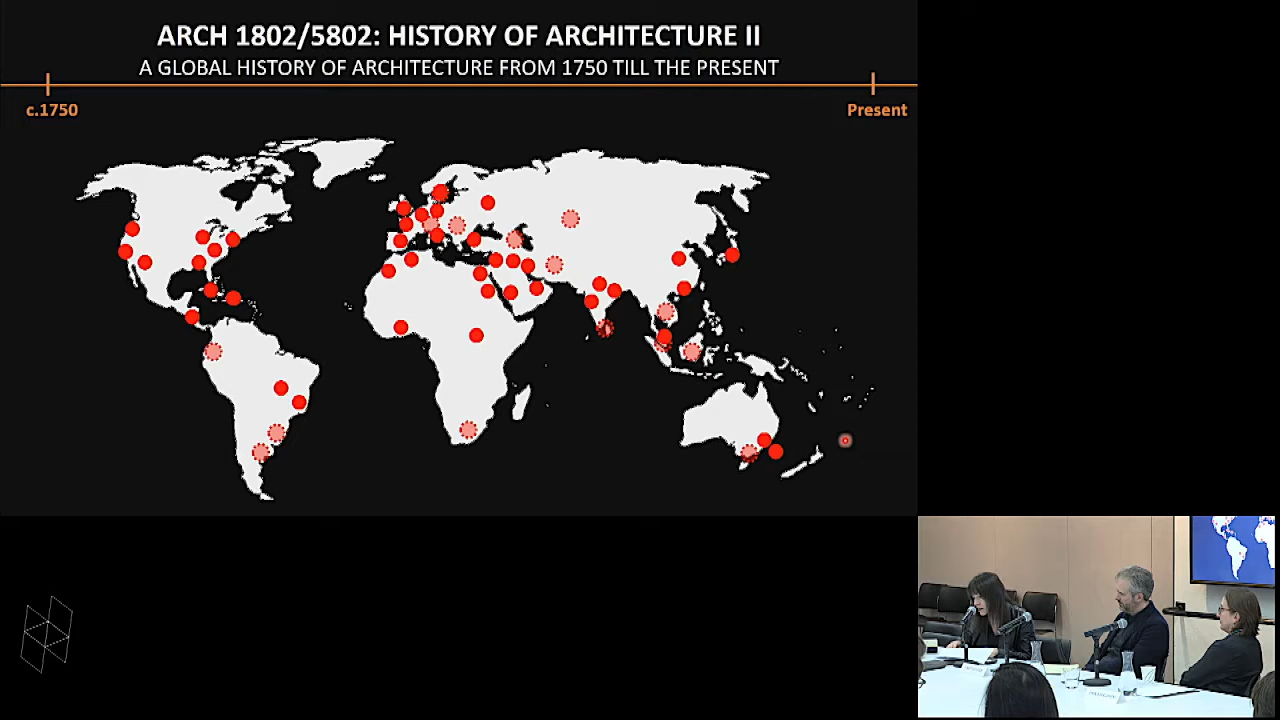 ARCH 1802/5802: HISTORY OF ARCHITECTURE II
A GLOBAL HISTORY OF ARCHITECTURE FROM 1750 TILL THE PRESENT
c.1750
Present